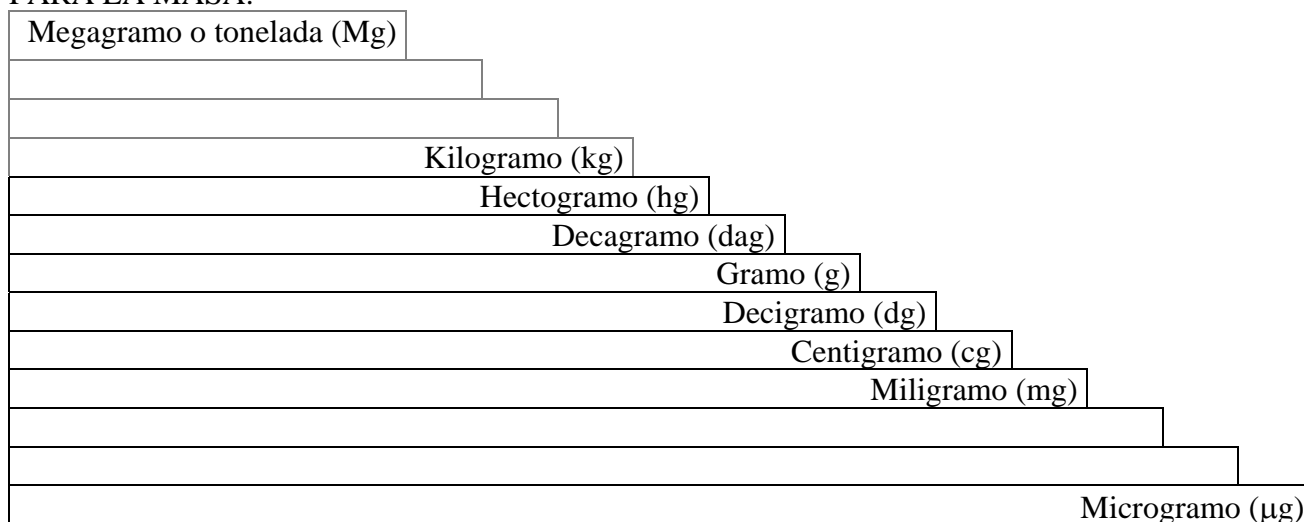 PARA LA MASA:
Megagramo o tonelada (Mg)
Kilogramo (kg)
Hectogramo (hg)
Decagramo (dag)
Gramo (g)
Decigramo (dg)
Centigramo (cg)
Miligramo (mg)
Microgramo (μg)